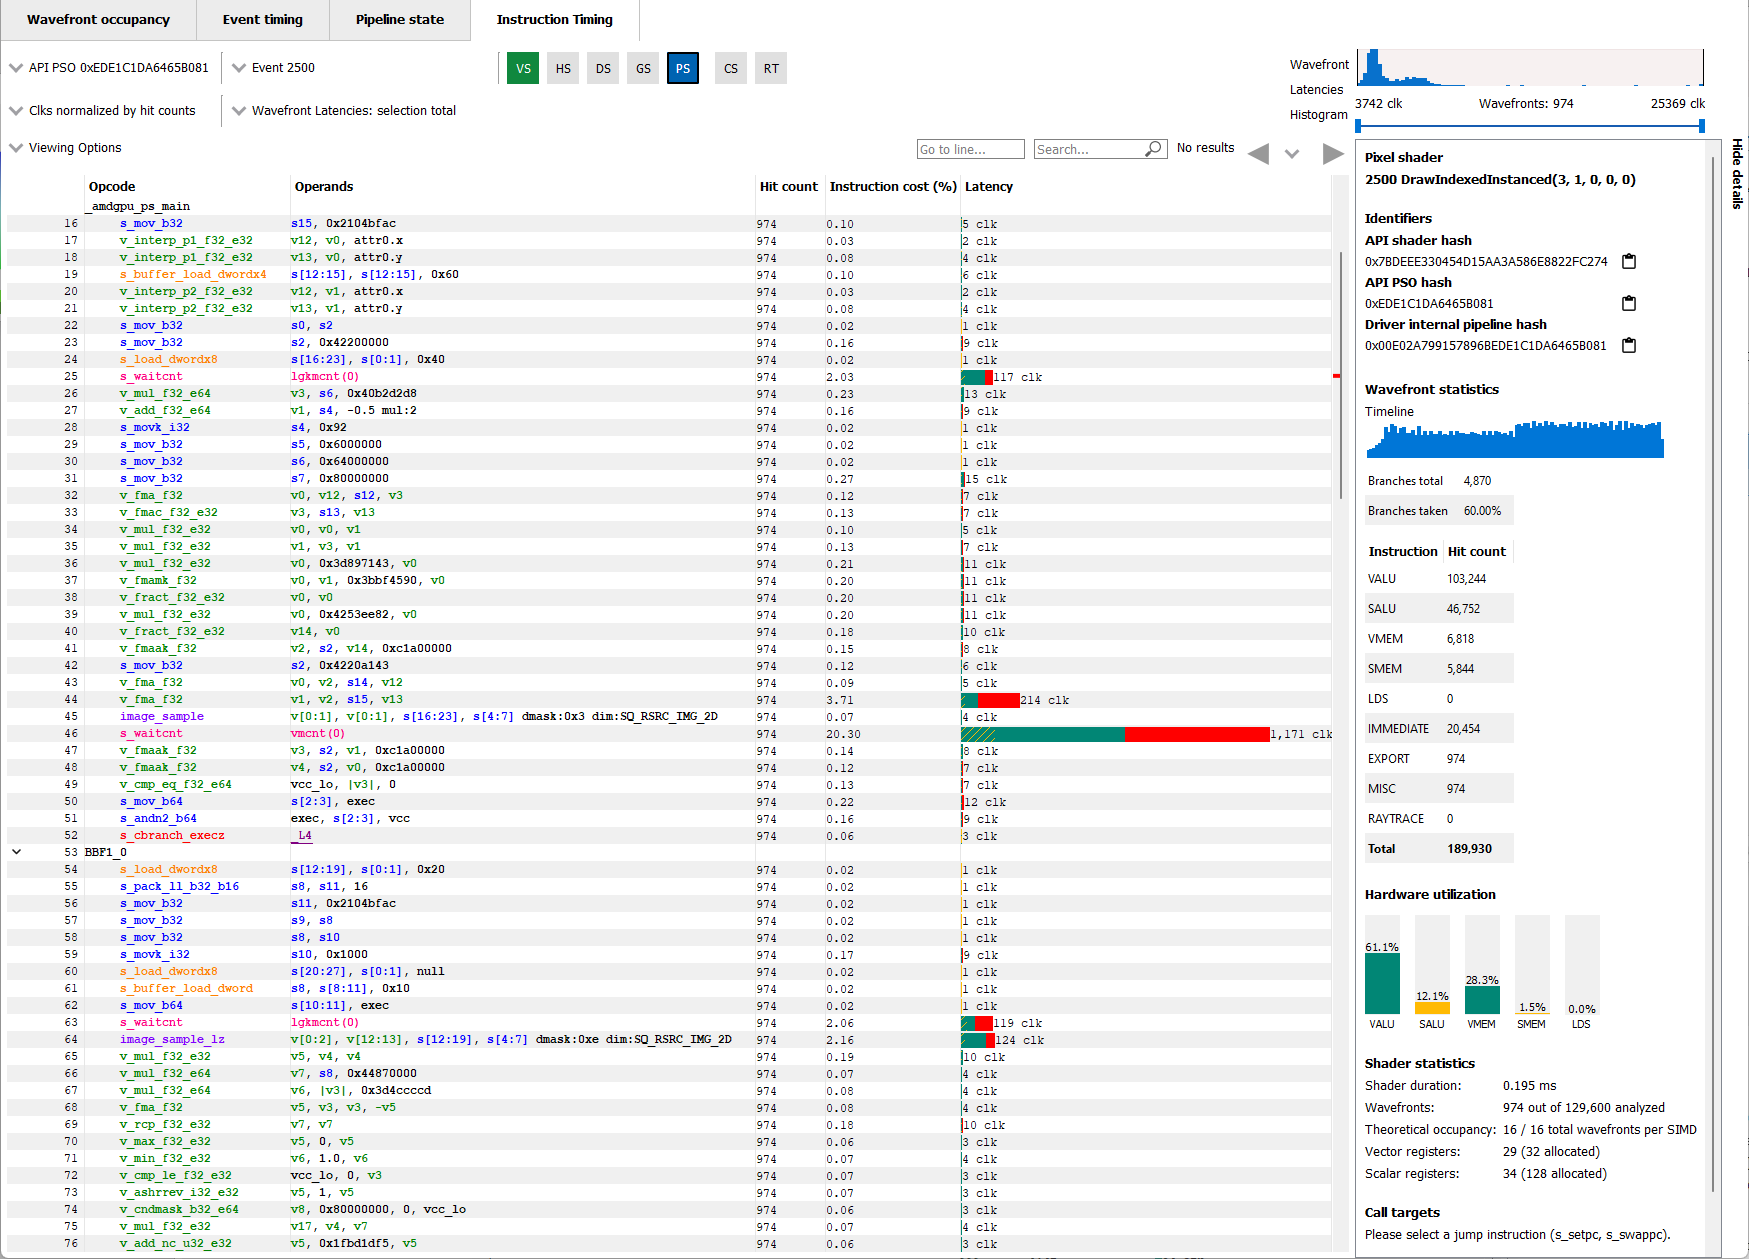 Wavefront occupancy Event timing Pipeline state Instruction Timing
API PSO 0xEDE1C1DA6465B081 Event 2500 VS HS DS GS PS CS RT
Clks normalized by hit counts Wavefront Latencies: selection total
Wavefront Latencies Histogram
3742 clk Wavefronts: 974 25369 clk
Viewing Options Go to line... Search... No results
Hide details
Opcode Operands Hit count Instruction cost (%) Latency
_amdgpu_ps_main
16 s_mov_b32 s15, 0x2104bfac 974 0.10 5 clk
17 v_interp_p1_f32_e32 v12, v0, attr0.x 974 0.03 2 clk
18 v_interp_p1_f32_e32 v13, v0, attr0.y 974 0.08 4 clk
19 s_buffer_load_dwordx4 s[12:15], s[12:15], 0x60 974 0.10 6 clk
20 v_interp_p2_f32_e32 v12, v1, attr0.x 974 0.03 2 clk
21 v_interp_p2_f32_e32 v13, v1, attr0.y 974 0.08 4 clk
22 s_mov_b32 s0, s2 974 0.02 1 clk
23 s_mov_b32 s2, 0x42200000 974 0.16 9 clk
24 s_load_dwordx8 s[16:23], s[0:1], 0x40 974 0.02 1 clk
25 s_waitcnt lgkmcnt(0) 974 2.03 117 clk
26 v_mul_f32_e64 v3, s6, 0x40b2d2d8 974 0.23 13 clk
27 v_add_f32_e64 v1, s4, -0.5 mul:2 974 0.16 9 clk
28 s_movk_i32 s4, 0x92 974 0.02 1 clk
29 s_mov_b32 s5, 0x6000000 974 0.02 1 clk
30 s_mov_b32 s6, 0x64000000 974 0.02 1 clk
31 s_mov_b32 s7, 0x80000000 974 0.27 15 clk
32 v_fma_f32 v0, v12, s12, v3 974 0.12 7 clk
33 v_fmac_f32_e32 v3, s13, v13 974 0.13 7 clk
34 v_mul_f32_e32 v0, v0, v1 974 0.10 5 clk
35 v_mul_f32_e32 v1, v3, v1 974 0.13 7 clk
36 v_mul_f32_e32 v0, 0x3d897143, v0 974 0.21 11 clk
37 v_fmamk_f32 v0, v1, 0x3bbf4590, v0 974 0.20 11 clk
38 v_fract_f32_e32 v0, v0 974 0.20 11 clk
39 v_mul_f32_e32 v0, 0x4253ee82, v0 974 0.20 11 clk
40 v_fract_f32_e32 v14, v0 974 0.18 10 clk
41 v_fmaak_f32 v2, s2, v14, 0xc1a00000 974 0.15 8 clk
42 s_mov_b32 s2, 0x4220a143 974 0.12 6 clk
43 v_fma_f32 v0, v2, s14, v12 974 0.09 5 clk
44 v_fma_f32 v1, v2, s15, v13 974 3.71 214 clk
45 image_sample v[0:1], v[0:1], s[16:23], s[4:7] dmask:0x3 dim:SQ_RSRC_IMG_2D 974 0.07 4 clk
46 s_waitcnt vmcnt(0) 974 20.30 1,171 clk
47 v_fmaak_f32 v3, s2, v1, 0xc1a00000 974 0.14 8 clk
48 v_fmaak_f32 v4, s2, v0, 0xc1a00000 974 0.12 7 clk
49 v_cmp_eq_f32_e64 vcc_lo, |v3|, 0 974 0.13 7 clk
50 s_mov_b64 s[2:3], exec 974 0.22 12 clk
51 s_andn2_b64 exec, s[2:3], vcc 974 0.16 9 clk
52 s_cbranch_execz _L4 974 0.06 3 clk
53 BBF1_0
54 s_load_dwordx8 s[12:19], s[0:1], 0x20 974 0.02 1 clk
55 s_pack_ll_b32_b16 s8, s11, 16 974 0.02 1 clk
56 s_mov_b32 s11, 0x2104bfac 974 0.02 1 clk
57 s_mov_b32 s9, s8 974 0.02 1 clk
58 s_mov_b32 s8, s10 974 0.02 1 clk
59 s_movk_i32 s10, 0x1000 974 0.17 9 clk
60 s_load_dwordx8 s[20:27], s[0:1], null 974 0.02 1 clk
61 s_buffer_load_dword s8, s[8:11], 0x10 974 0.02 1 clk
62 s_mov_b64 s[10:11], exec 974 0.02 1 clk
63 s_waitcnt lgkmcnt(0) 974 2.06 119 clk
64 image_sample_lz v[0:2], v[12:13], s[12:19], s[4:7] dmask:0xe dim:SQ_RSRC_IMG_2D 974 2.16 124 clk
65 v_mul_f32_e32 v5, v4, v4 974 0.19 10 clk
66 v_mul_f32_e64 v7, s8, 0x44870000 974 0.07 4 clk
67 v_mul_f32_e64 v6, |v3|, 0x3d4ccccd 974 0.08 4 clk
68 v_fma_f32 v5, v3, v3, -v5 974 0.08 4 clk
69 v_rcp_f32_e32 v7, v7 974 0.18 10 clk
70 v_max_f32_e32 v5, 0, v5 974 0.06 3 clk
71 v_min_f32_e32 v6, 1.0, v6 974 0.07 4 clk
72 v_cmp_le_f32_e32 vcc_lo, 0, v3 974 0.07 3 clk
73 v_ashrrev_i32_e32 v5, 1, v5 974 0.07 3 clk
74 v_cndmask_b32_e64 v8, 0x80000000, 0, vcc_lo 974 0.06 3 clk
75 v_mul_f32_e32 v17, v4, v7 974 0.07 4 clk
76 v_add_nc_u32_e32 v5, 0x1fbd1df5, v5 974 0.06 3 clk
Pixel shader
2500 DrawIndexedInstanced(3, 1, 0, 0, 0)
Identifiers
API shader hash
0x7BDEEE330454D15AA3A586E8822FC274
API PSO hash
0xEDE1C1DA6465B081
Driver internal pipeline hash
0x00E02A799157896BEDE1C1DA6465B081
Wavefront statistics
Timeline
Branches total 4,870
Branches taken 60.00%
Instruction Hit count
VALU 103,244
SALU 46,752
VMEM 6,818
SMEM 5,844
LDS 0
IMMEDIATE 20,454
EXPORT 974
MISC 974
RAYTRACE 0
Total 189,930
Hardware utilization
61.1% 12.1% 28.3% 1.5% 0.0%
VALU SALU VMEM SMEM LDS
Shader statistics
Shader duration: 0.195 ms
Wavefronts: 974 out of 129,600 analyzed
Theoretical occupancy: 16 / 16 total wavefronts per SIMD
Vector registers: 29 (32 allocated)
Scalar registers: 34 (128 allocated)
Call targets
Please select a jump instruction (s_setpc, s_swappc).